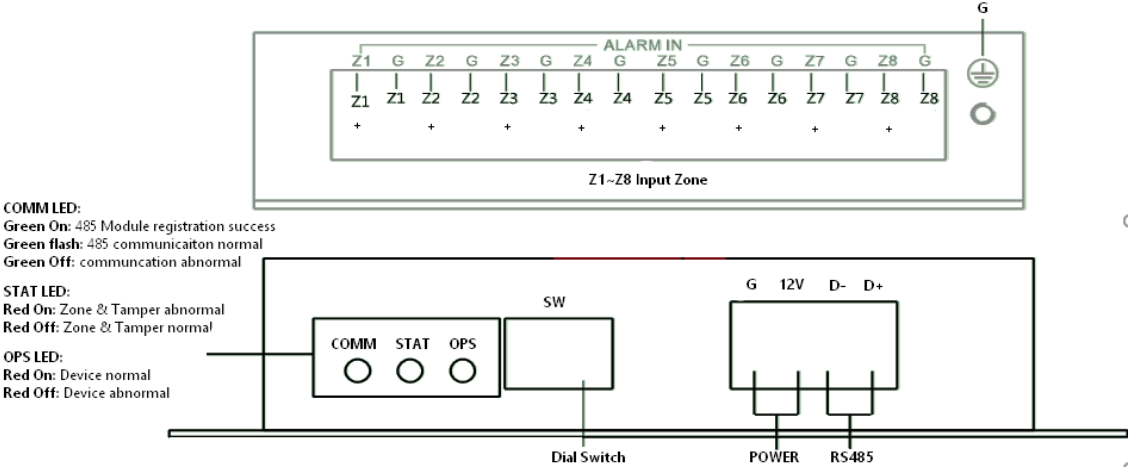 G
ALARM IN
Z1 G Z2 G Z3 G Z4 G Z5 G Z6 G Z7 G Z8 G
Z1 Z1 Z2 Z2 Z3 Z3 Z4 Z4 Z5 Z5 Z6 Z6 Z7 Z7 Z8 Z8
+ + + + + + + +
Z1~Z8 Input Zone
COMM LED:
Green On: 485 Module registration success
Green flash: 485 communicaiton normal
Green Off: communcation abnormal
STAT LED:
Red On: Zone & Tamper abnormal
Red Off: Zone & Tamper normal
OPS LED:
Red On: Device normal
Red Off: Device abnormal
COMM STAT OPS
SW
G 12V D- D+
Dial Switch
POWER RS485